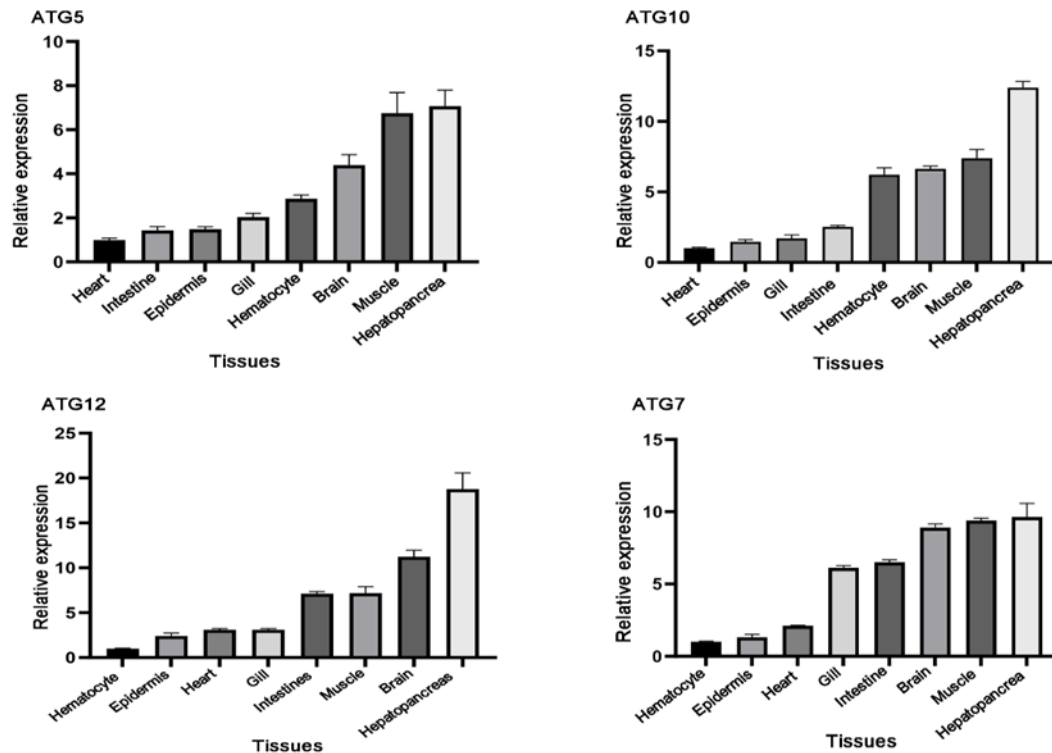 ATG5
Relative expression
10
8
6
4
2
0
Heart
Intestine
Epidermis
Gill
Hematocyte
Brain
Muscle
Hepatopancrea
Tissues
ATG10
Relative expression
15
10
5
0
Heart
Epidermis
Gill
Intestine
Hematocyte
Brain
Muscle
Hepatopancrea
Tissues
ATG12
Relative expression
25
20
15
10
5
0
Hematocyte
Epidermis
Heart
Gill
Intestines
Muscle
Brain
Hepatopancreas
Tissues
ATG7
Relative expression
15
10
5
0
Hematocyte
Epidermis
Heart
Gill
Intestine
Brain
Muscle
Hepatopancrea
Tissues